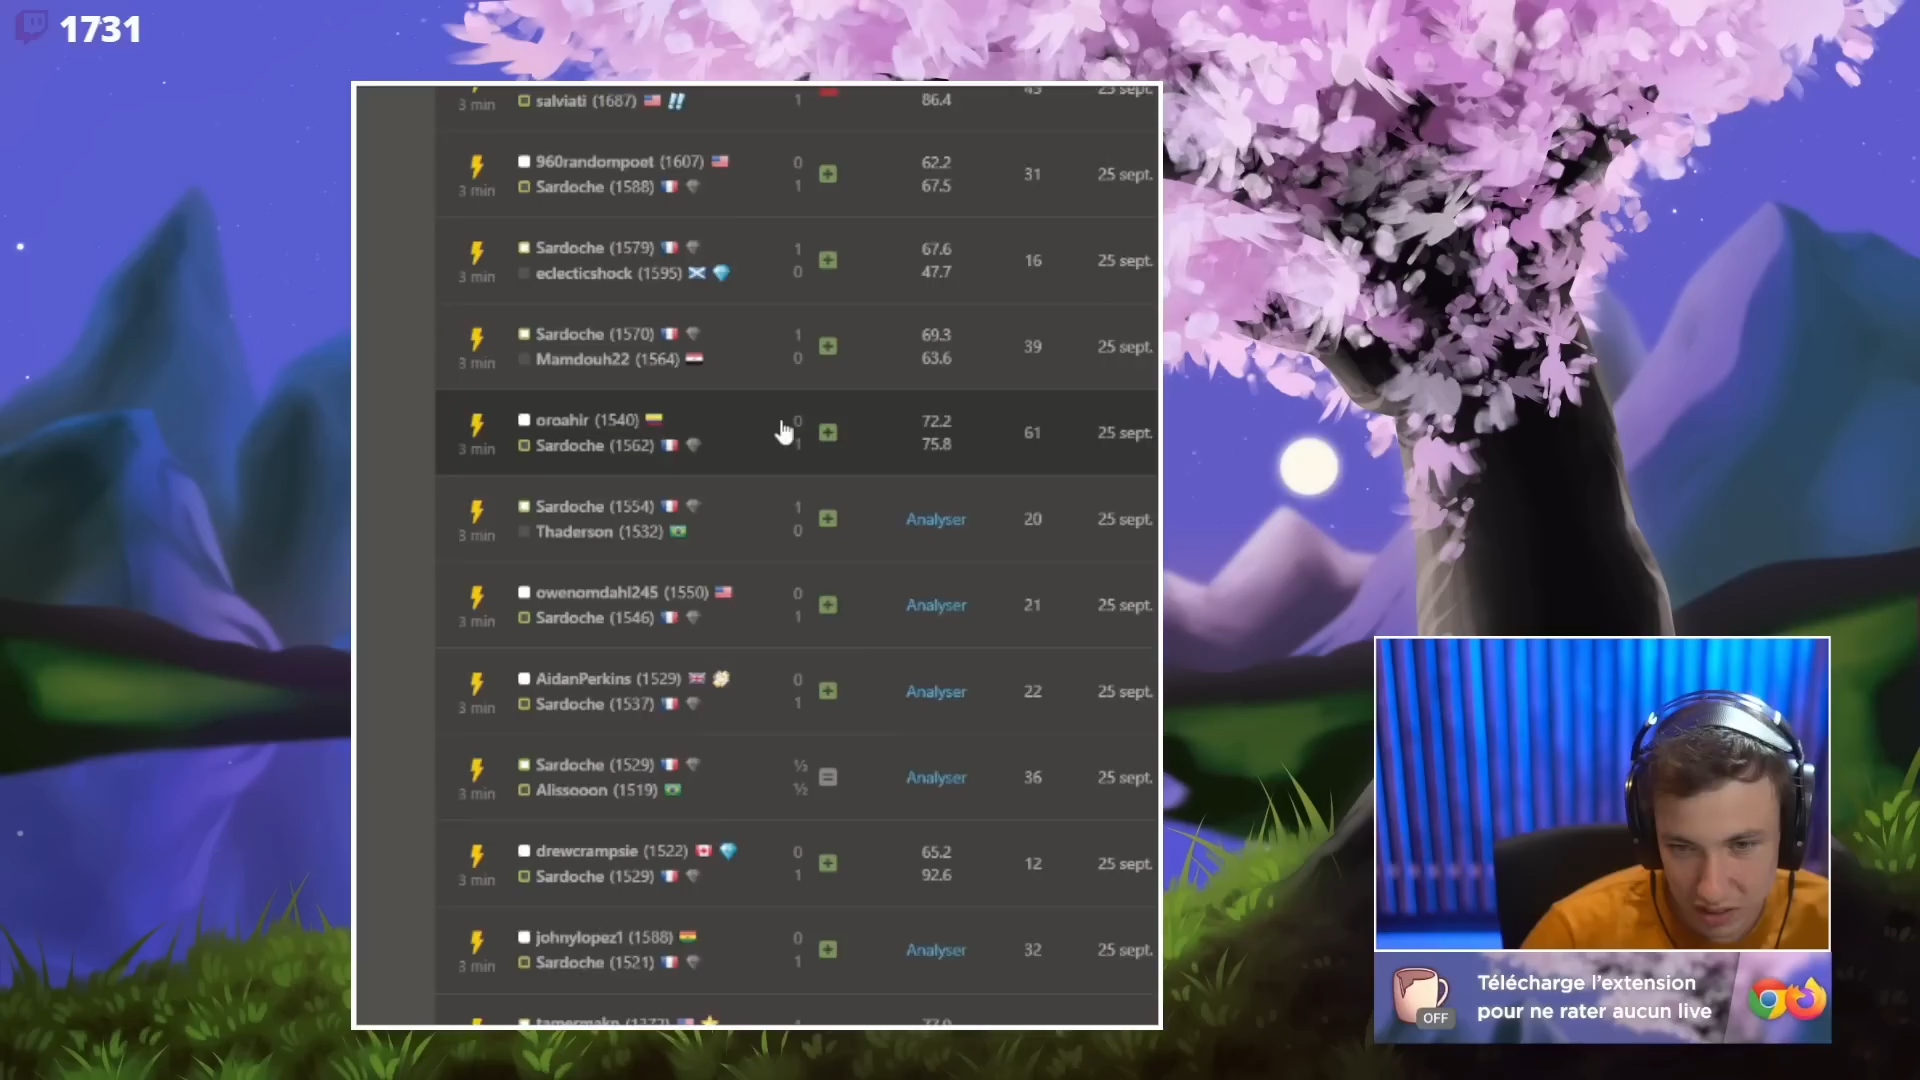 1731
3 min
salviati (1687)
1
86.4
25 sept.
3 min
960randompoet (1607)
Sardoche (1588)
0
1
62.2
67.5
31
25 sept.
3 min
Sardoche (1579)
eclecticshock (1595)
1
0
67.6
47.7
16
25 sept.
3 min
Sardoche (1570)
Mamdouh22 (1564)
1
0
69.3
63.6
39
25 sept.
3 min
oroahir (1540)
Sardoche (1562)
0
1
72.2
75.8
61
25 sept.
3 min
Sardoche (1554)
Thaderson (1532)
1
0
Analyser
20
25 sept.
3 min
owenomdahl245 (1550)
Sardoche (1546)
0
1
Analyser
21
25 sept.
3 min
AidanPerkins (1529)
Sardoche (1537)
0
1
Analyser
22
25 sept.
3 min
Sardoche (1529)
Alissooon (1519)
½
½
Analyser
36
25 sept.
3 min
drewcrampsie (1522)
Sardoche (1529)
0
1
65.2
92.6
12
25 sept.
3 min
johnylopez1 (1588)
Sardoche (1521)
0
1
Analyser
32
25 sept.
OFF
Télécharge l'extension
pour ne rater aucun live